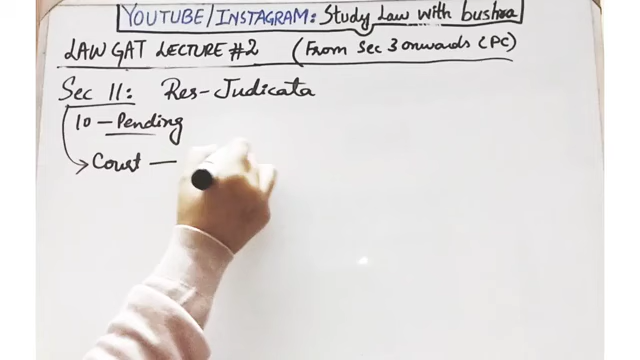 YOUTUBE/INSTAGRAM: Study Law with bushra
LAW GAT LECTURE #2 (From Sec 3 onwards CPC)
Sec 11: Res-Judicata
10 - Pending
Court —